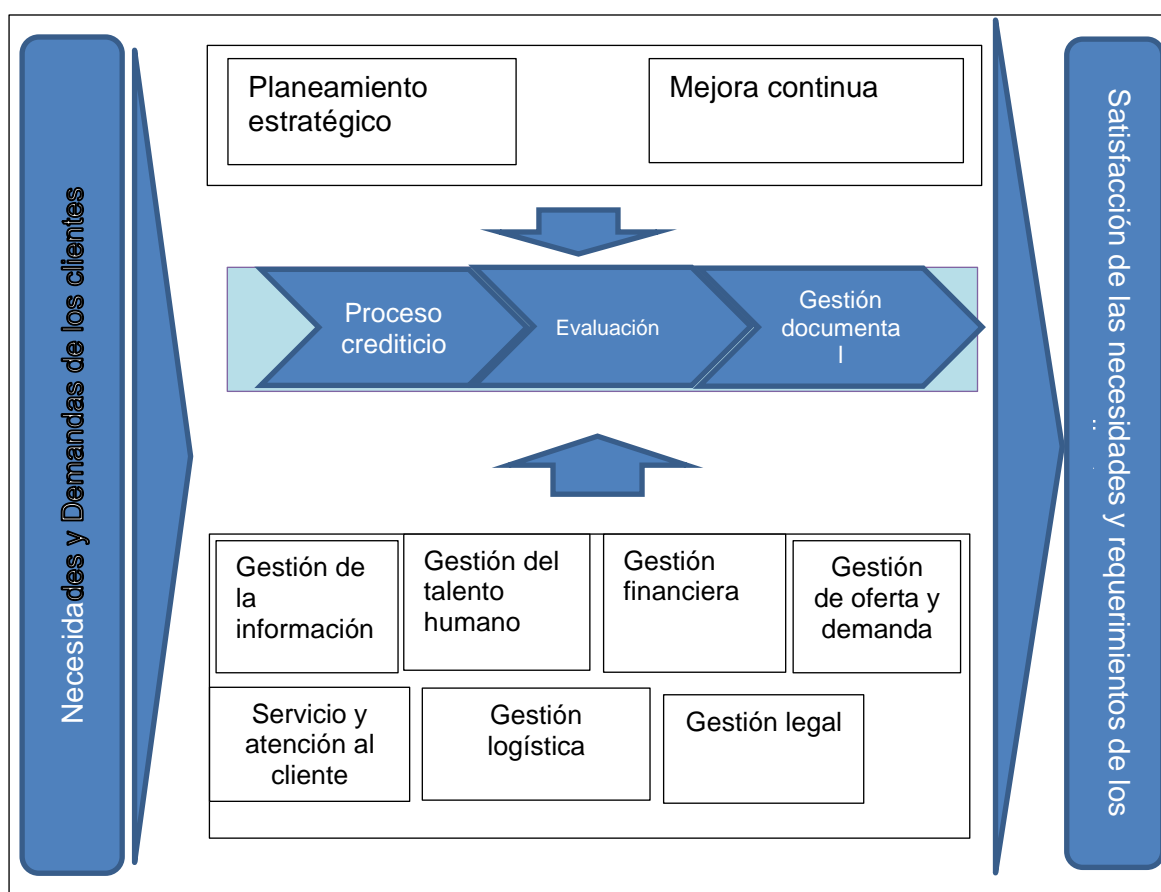 Necesidades y Demandas de los clientes
Planeamiento
estratégico
Mejora continua
Proceso
crediticio
Evaluación
Gestión
documenta
l
Gestión de
la
información
Gestión del
talento
humano
Gestión
financiera
Gestión
de oferta y
demanda
Servicio y
atención al
cliente
Gestión
logística
Gestión legal
Satisfacción de las necesidades y requerimientos de los